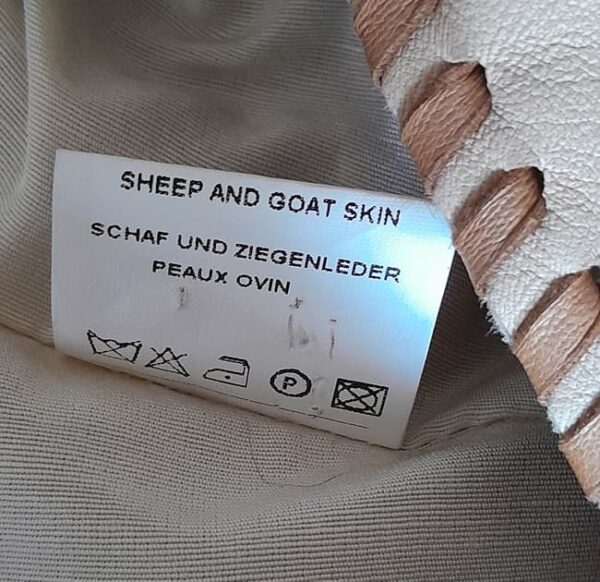 SHEEP AND GOAT SKIN
SCHAF UND ZIEGENLEDER
PEAUX OVIN
P